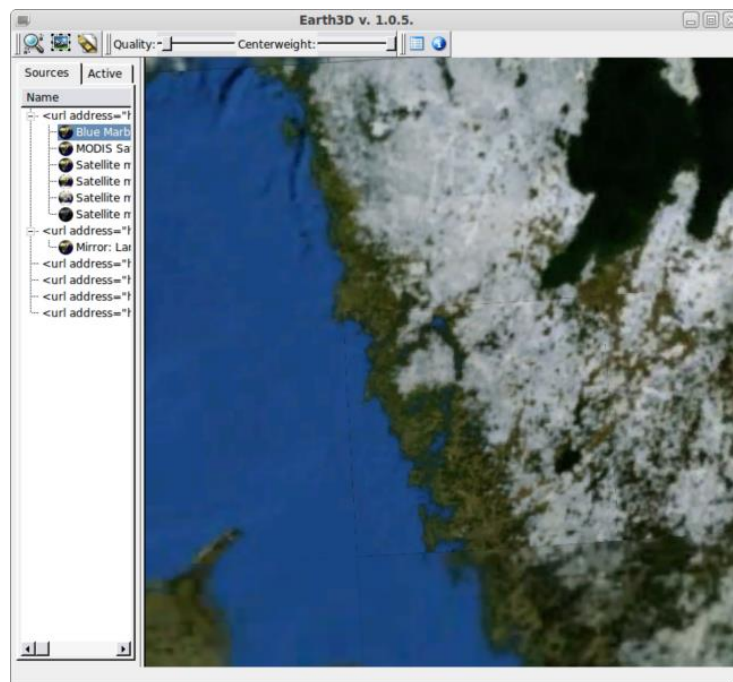 Earth3D v. 1.0.5.
Quality: Centerweight:
Sources Active
Name
<url address="h
Blue Marb
MODIS Sa
Satellite m
Satellite m
Satellite m
Satellite m
<url address="h
Mirror: Lan
<url address="h
<url address="h
<url address="h
<url address="h